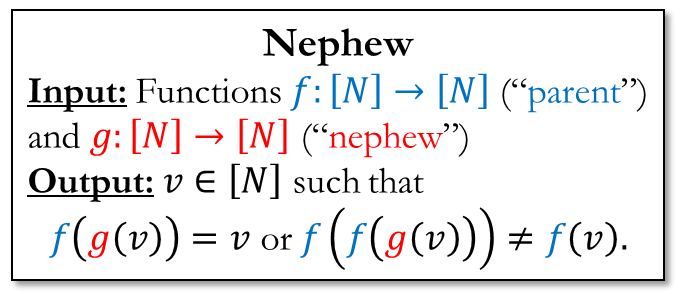 Nephew
Input: Functions f: [N] → [N] (“parent”)
and g: [N] → [N] (“nephew”)
Output: v ∈ [N] such that
f(g(v)) = v or f(f(g(v))) ≠ f(v).